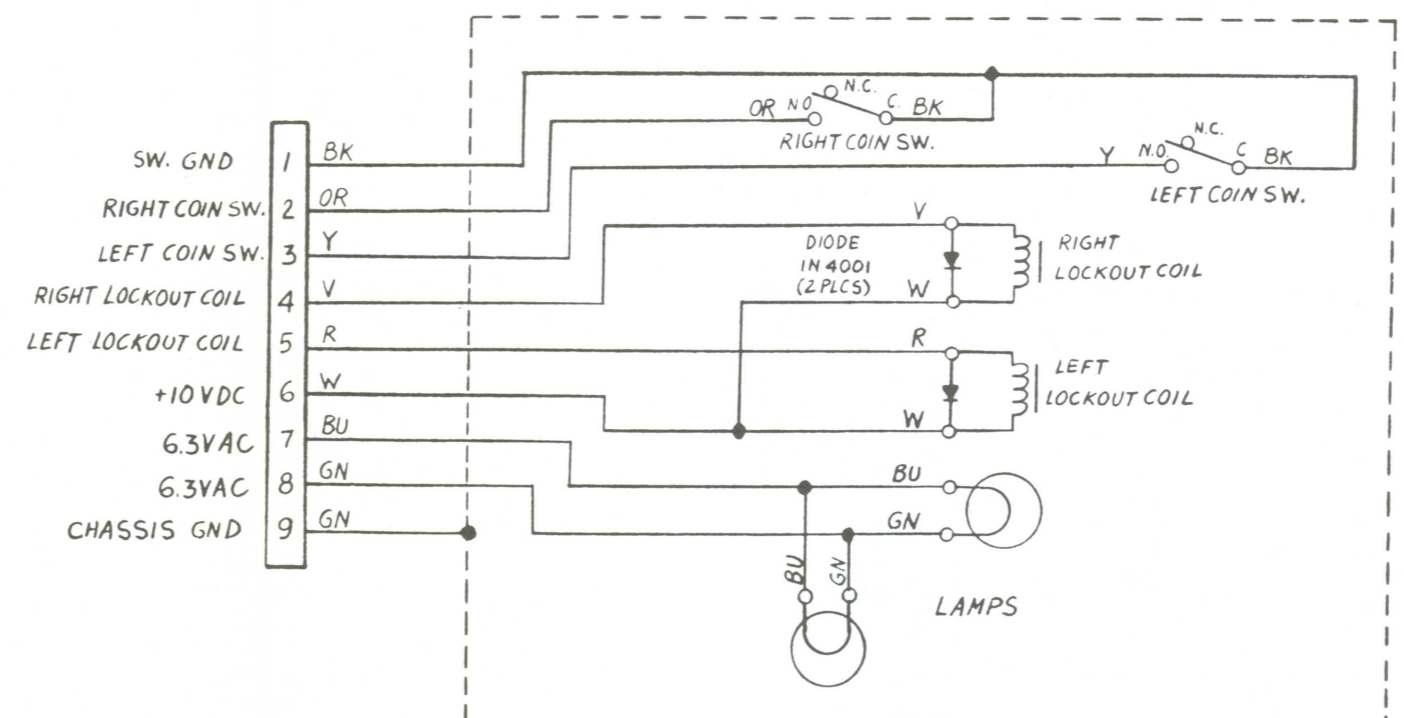 SW. GND 1 BK
RIGHT COIN SW. 2 OR
LEFT COIN SW. 3 Y
RIGHT LOCKOUT COIL 4 V
LEFT LOCKOUT COIL 5 R
+10VDC 6 W
6.3VAC 7 BU
6.3VAC 8 GN
CHASSIS GND 9 GN
OR N O N.C. C. BK
RIGHT COIN SW.
Y N.O N.C. C BK
LEFT COIN SW.
V
DIODE
IN 4001
(2 PLCS)
W
RIGHT
LOCKOUT COIL
R
W
LEFT
LOCKOUT COIL
BU
GN
BU
GN
LAMPS